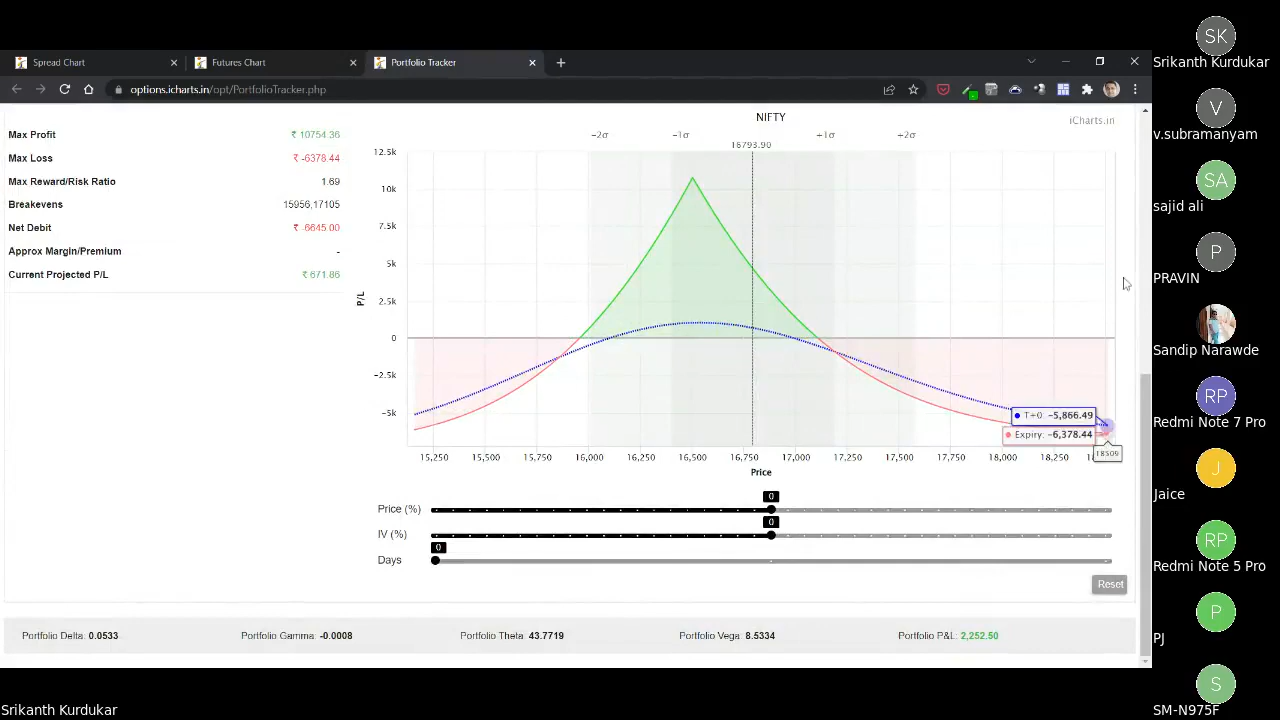 Spread Chart
Futures Chart
Portfolio Tracker
options.icharts.in/opt/PortfolioTracker.php
Max Profit ₹ 10754.36
Max Loss ₹ -6378.44
Max Reward/Risk Ratio 1.69
Breakevens 15956,17105
Net Debit ₹ -6645.00
Approx Margin/Premium -
Current Projected P/L ₹ 671.86
NIFTY
iCharts.in
-2σ -1σ +1σ +2σ
16793.90
12.5k
10k
7.5k
5k
2.5k
0
-2.5k
-5k
P/L
T+0: -5,866.49
Expiry: -6,378.44
18509
15,250 15,500 15,750 16,000 16,250 16,500 16,750 17,000 17,250 17,500 17,750 18,000 18,250
Price
0
Price (%)
0
IV (%)
0
Days
Reset
Portfolio Delta: 0.0533 Portfolio Gamma: -0.0008 Portfolio Theta: 43.7719 Portfolio Vega: 8.5334 Portfolio P&L: 2,252.50
SK
Srikanth Kurdukar
V
v.subramanyam
SA
sajid ali
P
PRAVIN
Sandip Narawde
RP
Redmi Note 7 Pro
J
Jaice
RP
Redmi Note 5 Pro
P
PJ
S
SM-N975F
Srikanth Kurdukar